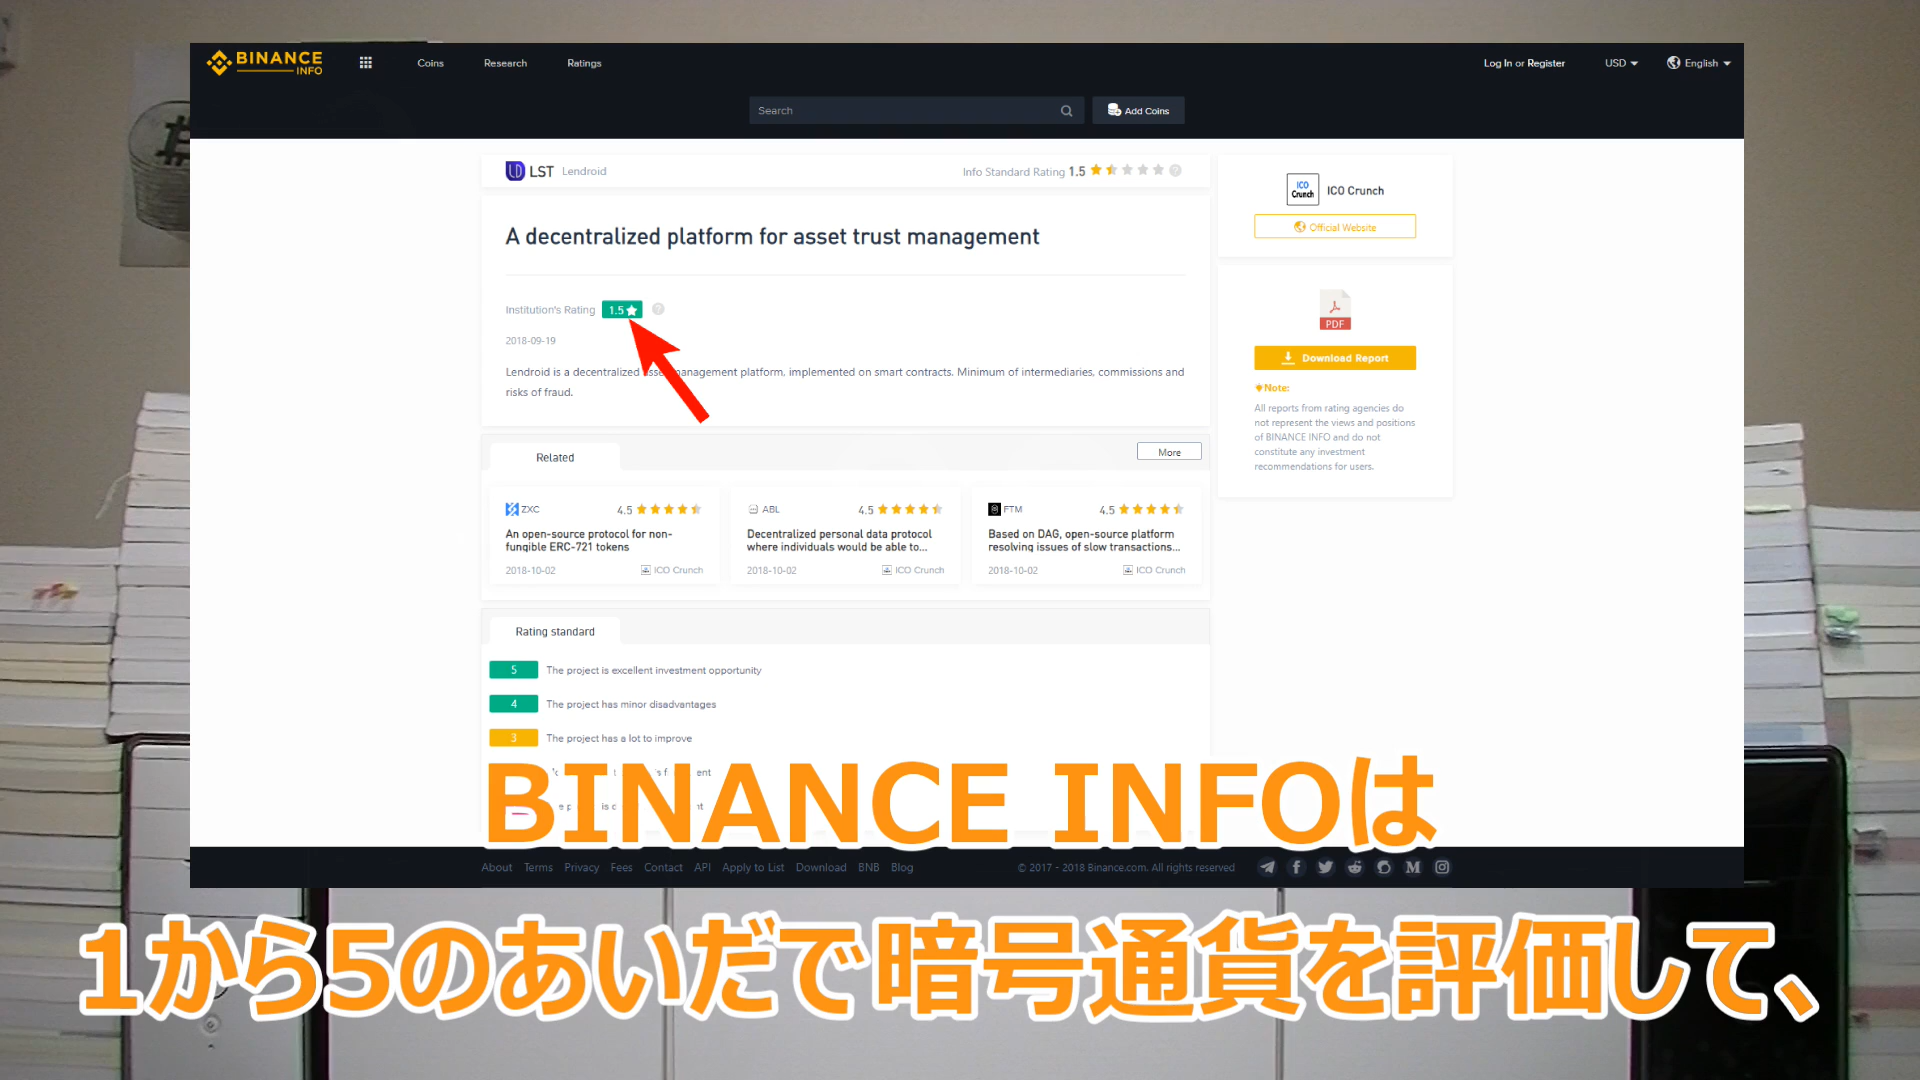 BINANCE
INFO
Coins
Research
Ratings
Log In or Register
USD
English
Search
Add Coins
LST Lendroid
Info Standard Rating 1.5
A decentralized platform for asset trust management
Institution's Rating 1.5
2018-09-19
Lendroid is a decentralized management platform, implemented on smart contracts. Minimum of intermediaries, commissions and
risks of fraud.
ICO
Crunch
ICO Crunch
Official Website
PDF
Download Report
Note:
All reports from rating agencies do
not represent the views and positions
of BINANCE INFO and do not
constitute any investment
recommendations for users.
Related
More
ZXC 4.5
An open-source protocol for non-
fungible ERC-721 tokens
2018-10-02 ICO Crunch
ABL 4.5
Decentralized personal data protocol
where individuals would be able to...
2018-10-02 ICO Crunch
FTM 4.5
Based on DAG, open-source platform
resolving issues of slow transactions...
2018-10-02 ICO Crunch
Rating standard
5 The project is excellent investment opportunity
4 The project has minor disadvantages
3 The project has a lot to improve
BINANCE INFOは
About Terms Privacy Fees Contact API Apply to List Download BNB Blog
© 2017 - 2018 Binance.com. All rights reserved
1から5のあいだで暗号通貨を評価して、